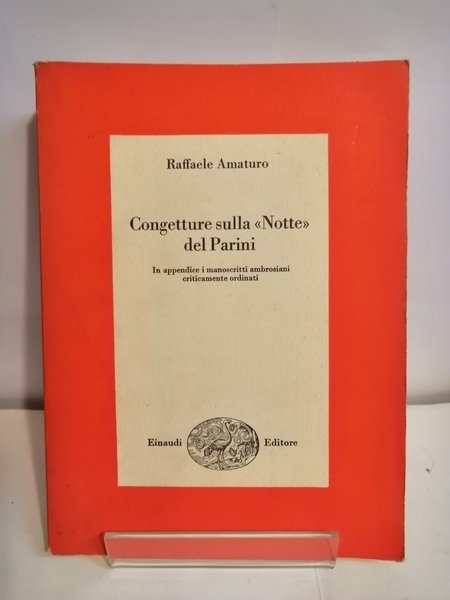 Raffaele Amaturo
Congetture sulla «Notte»
del Parini
In appendice i manoscritti ambrosiani
criticamente ordinati
Einaudi Editore